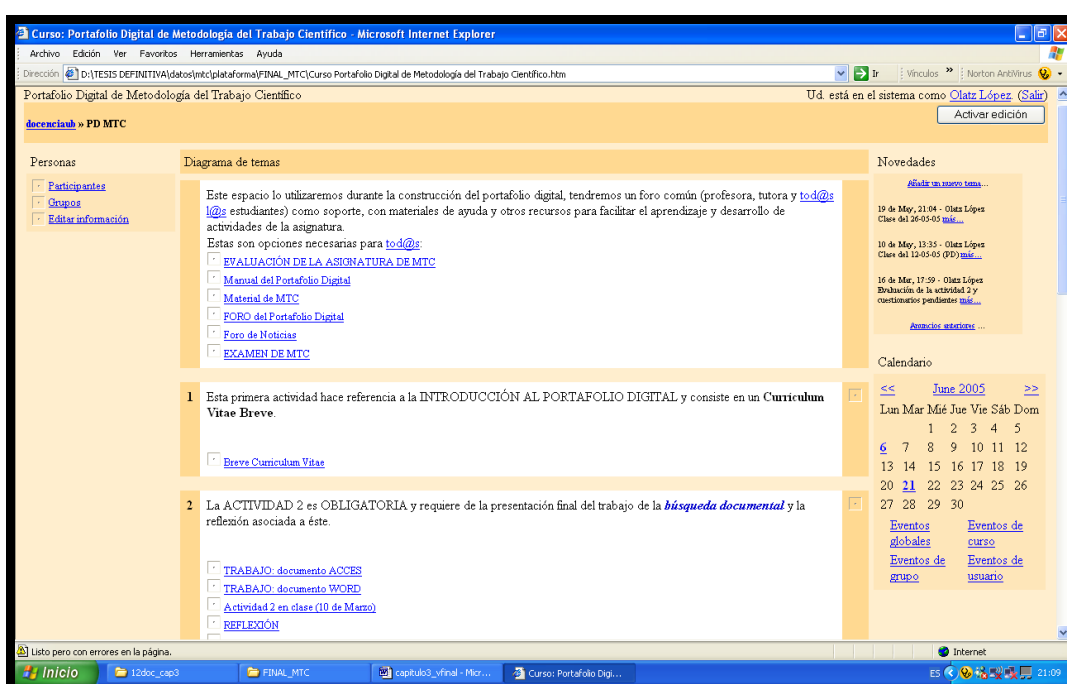 Curso: Portafolio Digital de Metodología del Trabajo Científico - Microsoft Internet Explorer
Archivo Edición Ver Favoritos Herramientas Ayuda
Dirección D:\TESIS DEFINITIVA\datos\mtc\plataforma\FINAL_MTC\Curso Portafolio Digital de Metodología del Trabajo Científico.htm Ir Vínculos » Norton AntiVirus
Portafolio Digital de Metodología del Trabajo Científico Ud. está en el sistema como Olatz López. (Salir)
docenciaub » PD MTC Activar edición
Personas
Participantes
Grupos
Editar información
Diagrama de temas
Este espacio lo utilizaremos durante la construcción del portafolio digital, tendremos un foro común (profesora, tutora y tod@s
l@s estudiantes) como soporte, con materiales de ayuda y otros recursos para facilitar el aprendizaje y desarrollo de
actividades de la asignatura.
Estas son opciones necesarias para tod@s:
EVALUACIÓN DE LA ASIGNATURA DE MTC
Manual del Portafolio Digital
Material de MTC
FORO del Portafolio Digital
Foro de Noticias
EXAMEN DE MTC
1 Esta primera actividad hace referencia a la INTRODUCCIÓN AL PORTAFOLIO DIGITAL y consiste en un Curriculum
Vitae Breve.
Breve Curriculum Vitae
2 La ACTIVIDAD 2 es OBLIGATORIA y requiere de la presentación final del trabajo de la búsqueda documental y la
reflexión asociada a éste.
TRABAJO: documento ACCES
TRABAJO: documento WORD
Actividad 2 en clase (10 de Marzo)
REFLEXIÓN
Novedades
Añadir un nuevo tema...
19 de May, 21:04 - Olatz López
Clase del 26-05-05 más...
10 de May, 13:35 - Olatz López
Clase del 12-05-05 (PD) más...
16 de Mar, 17:59 - Olatz López
Evaluación de la actividad 2 y
cuestionarios pendientes más...
Anuncios anteriores ...
Calendario
<< June 2005 >>
Lun Mar Mié Jue Vie Sáb Dom
1 2 3 4 5
6 7 8 9 10 11 12
13 14 15 16 17 18 19
20 21 22 23 24 25 26
27 28 29 30
Eventos globales Eventos de curso
Eventos de grupo Eventos de usuario
Listo pero con errores en la página. Internet
Inicio 12doc_cap3 FINAL_MTC capitulo3_vfinal - Micr... Curso: Portafolio Digi... ES 21:09